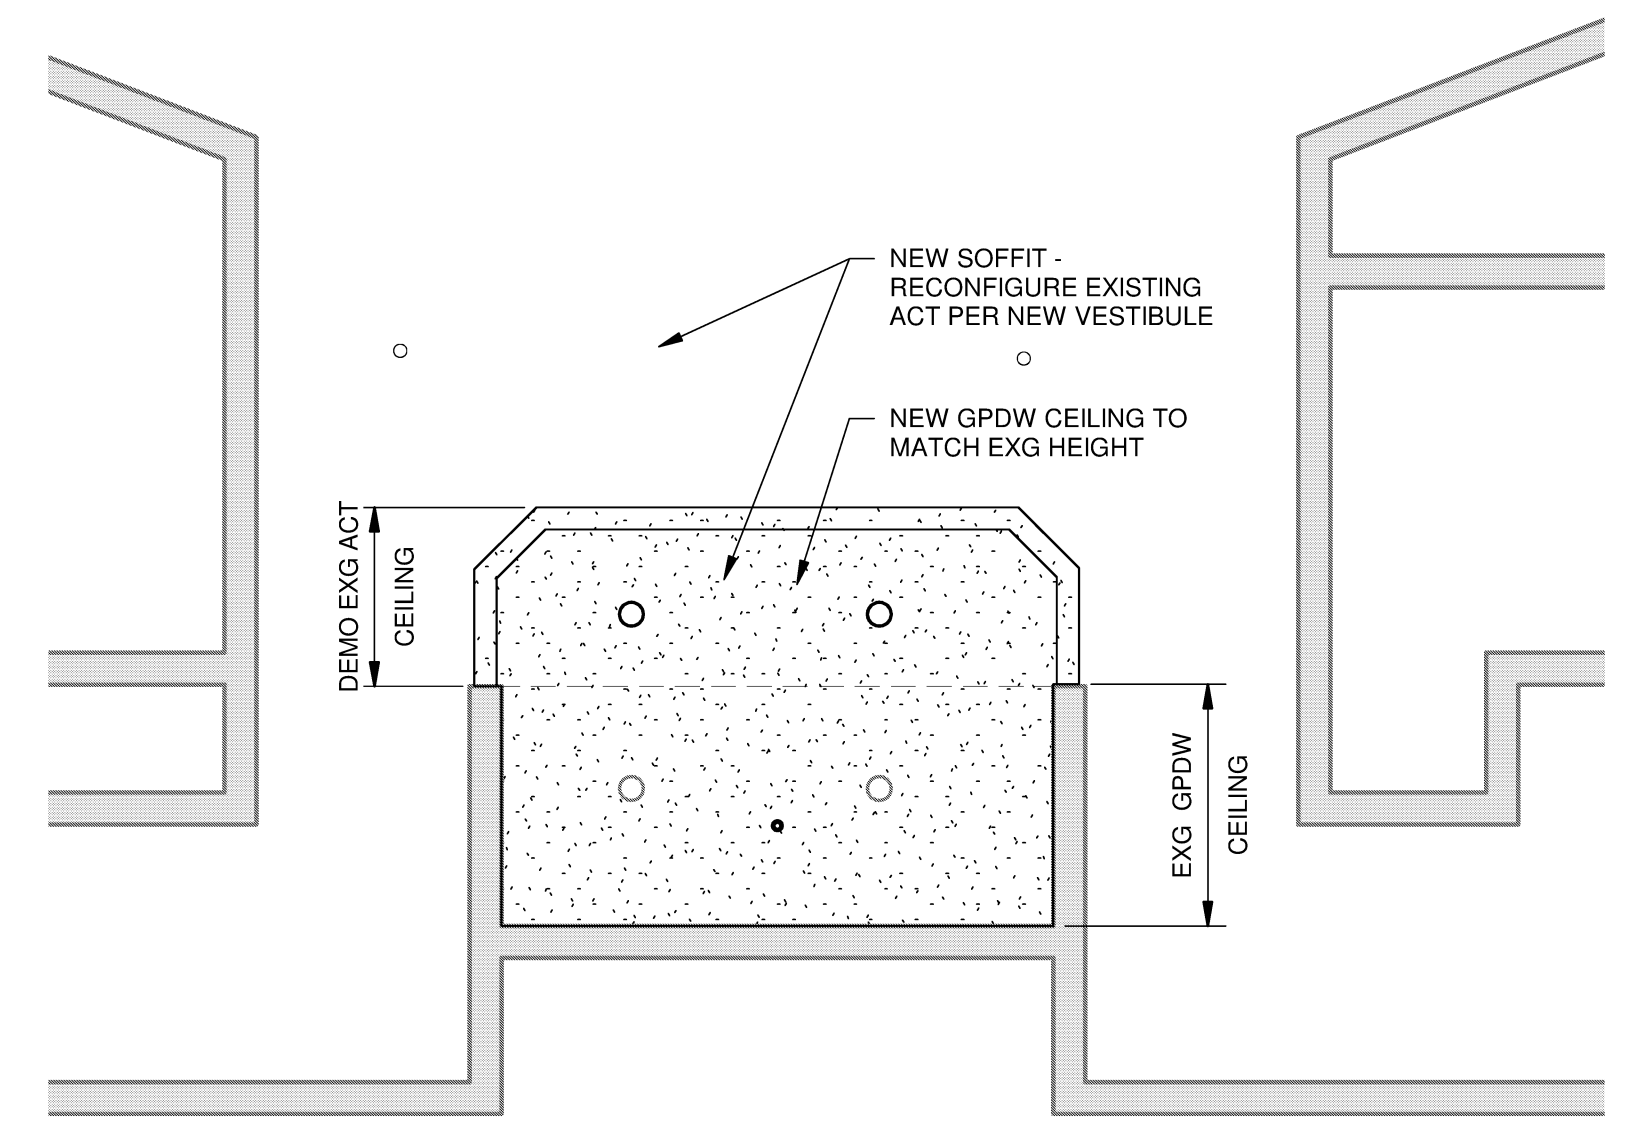 NEW SOFFIT -
RECONFIGURE EXISTING
ACT PER NEW VESTIBULE
NEW GPDW CEILING TO
MATCH EXG HEIGHT
DEMO EXG ACT
CEILING
EXG GPDW
CEILING